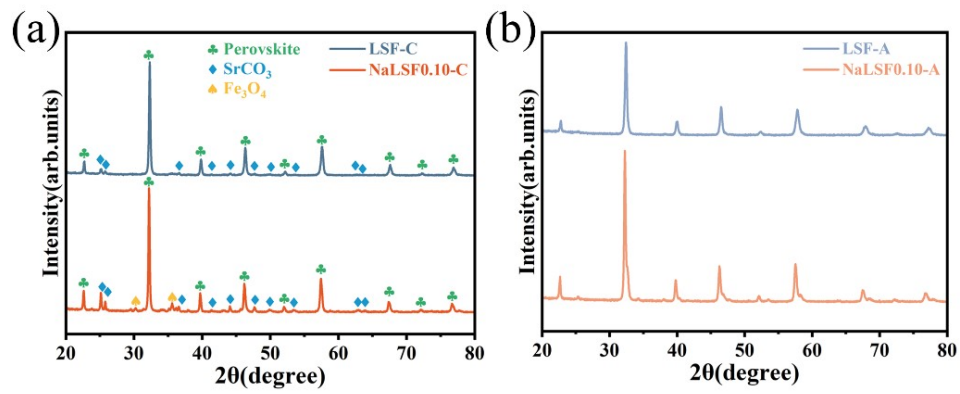 (a)
Perovskite
SrCO₃
Fe₃O₄
LSF-C
NaLSF0.10-C
Intensity(arb.units)
20 30 40 50 60 70 80
2θ(degree)
(b)
LSF-A
NaLSF0.10-A
Intensity(arb.units)
20 30 40 50 60 70 80
2θ(degree)